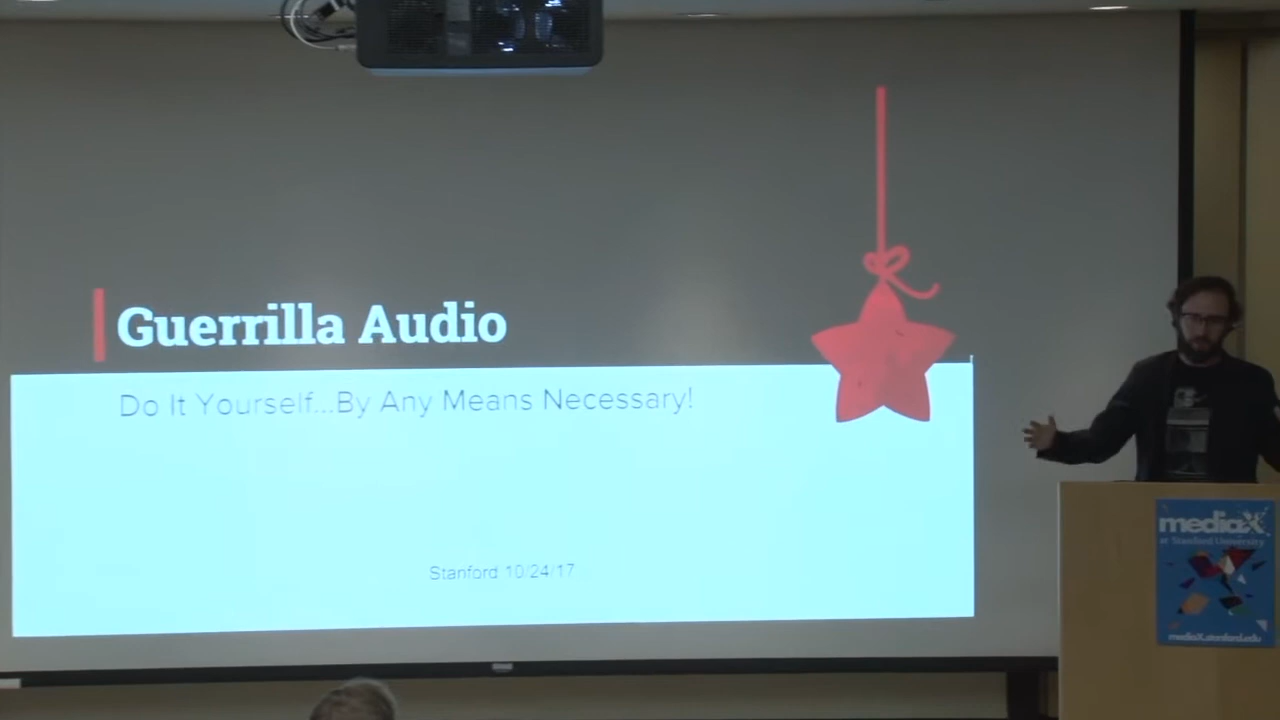 Guerrilla Audio
Do It Yourself...By Any Means Necessary!
Stanford 10/24/17
mediaX
at Stanford University
mediaX.stanford.edu